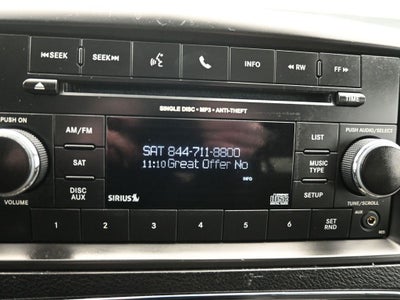 SEEK SEEK INFO RW FF
SINGLE DISC • MP3 • ANTI-THEFT TIME
PUSH ON AM/FM LIST PUSH AUDIO/SELECT
SAT 844-711-8800
SAT 11:10 Great Offer No MUSIC TYPE
INFO
DISC AUX SETUP
VOLUME SIRIUS TUNE/SCROLL
AUX
1 2 3 4 5 6 SET RND